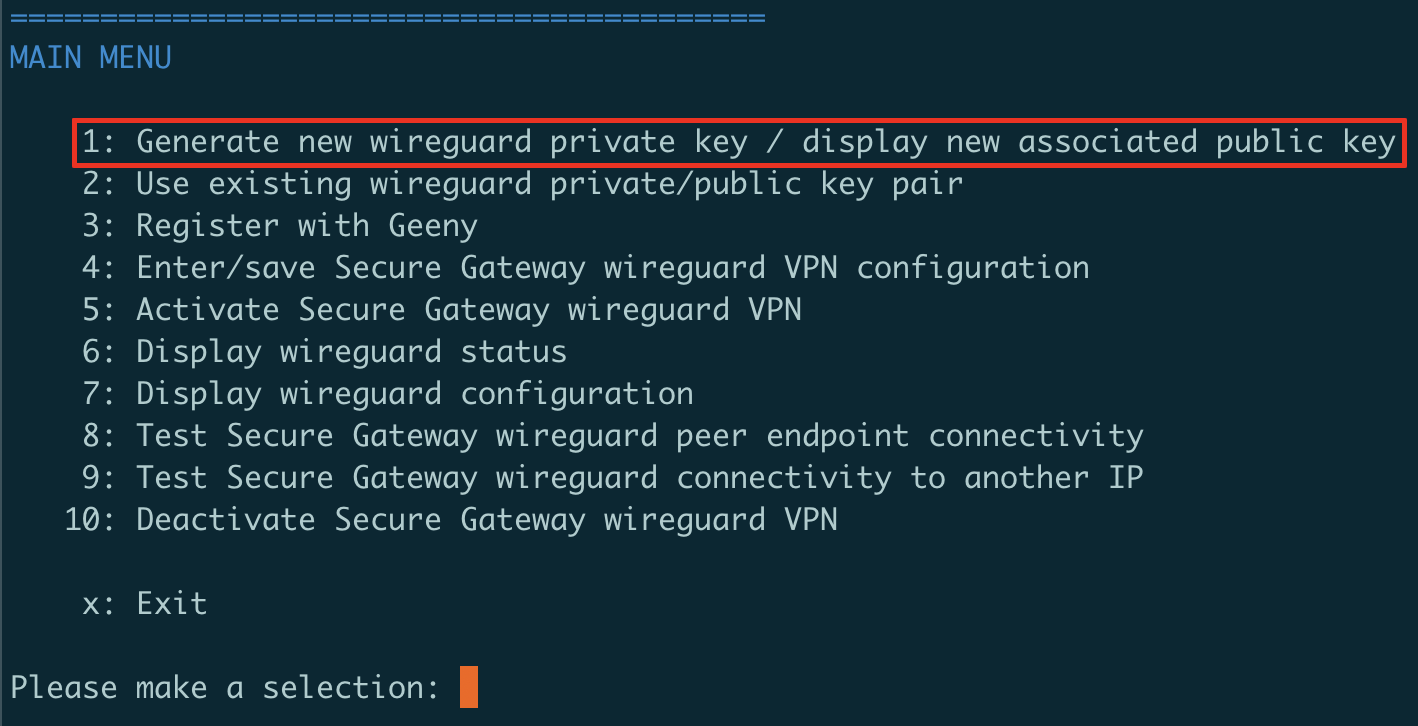 ==========================================
MAIN MENU
1: Generate new wireguard private key / display new associated public key
2: Use existing wireguard private/public key pair
3: Register with Geeny
4: Enter/save Secure Gateway wireguard VPN configuration
5: Activate Secure Gateway wireguard VPN
6: Display wireguard status
7: Display wireguard configuration
8: Test Secure Gateway wireguard peer endpoint connectivity
9: Test Secure Gateway wireguard connectivity to another IP
10: Deactivate Secure Gateway wireguard VPN
x: Exit
Please make a selection: